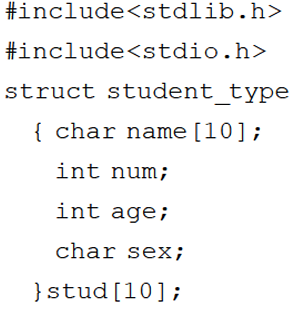 #include<stdlib.h>
#include<stdio.h>
struct student_type
{ char name[10];
int num;
int age;
char sex;
}stud[10];